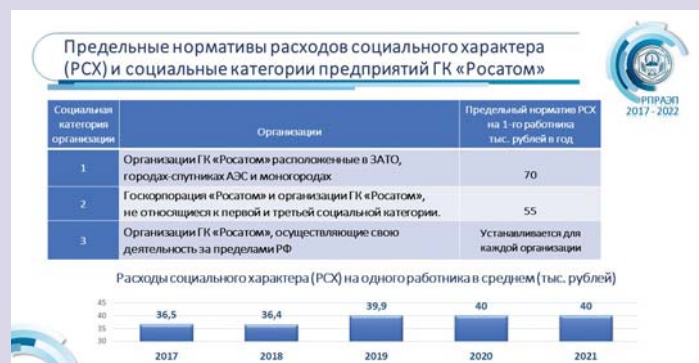 Предельные нормативы расходов социального характера
(РСХ) и социальные категории предприятий ГК «Росатом»
РПРАЭП
2017 - 2022
Социальная
категория
организации
Организации
Предельный норматив РСХ
на 1-го работника
тыс. рублей в год
1
Организации ГК «Росатом» расположенные в ЗАТО,
городах-спутниках АЭС и моногородах
70
2
Госкорпорация «Росатом» и организации ГК «Росатом»,
не относящиеся к первой и третьей социальной категории.
55
3
Организации ГК «Росатом», осуществляющие свою
деятельность за пределами РФ
Устанавливается для
каждой организации
Расходы социального характера (РСХ) на одного работника в среднем (тыс. рублей)
45
40
35
30
36,5
36,4
39,9
40
40
2017
2018
2019
2020
2021